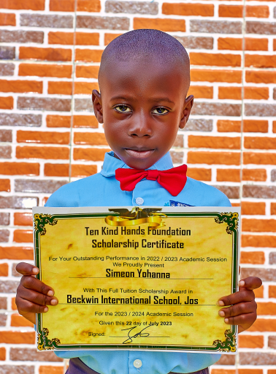 Ten Kind Hands Foundation
Scholarship Certificate
For Your Outstanding Performance in 2022 / 2023 Academic Session
We Proudly Present
Simeon Yohanna
With This Full Tuition Scholarship Award in
Beckwin International School, Jos
For the 2023 / 2024 Academic Session
Given this 22 day of July 2023
Signed